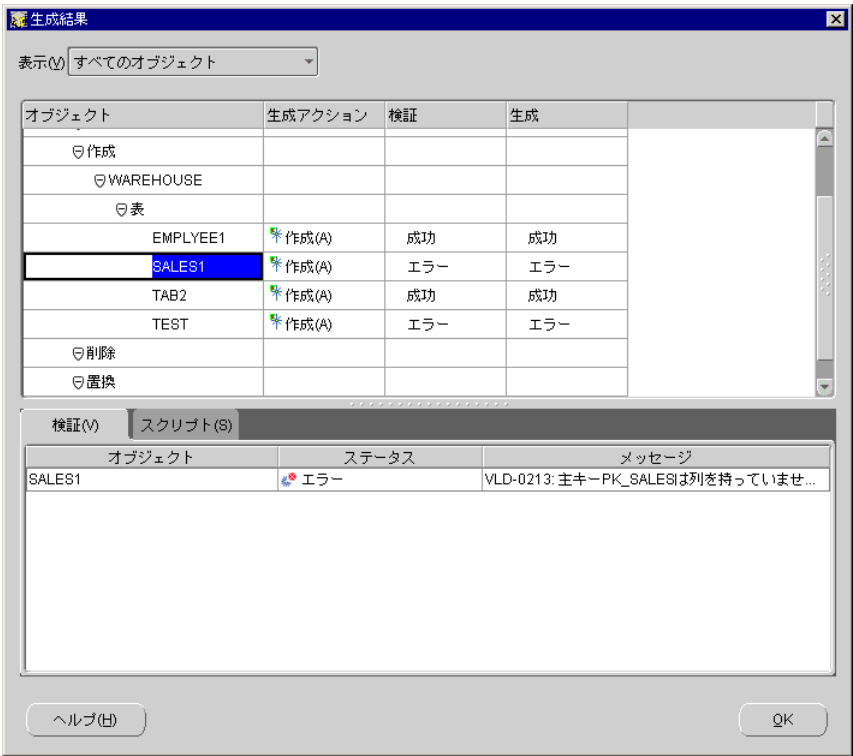 生成結果
表示(V) すべてのオブジェクト
オブジェクト 生成アクション 検証 生成
作成
WAREHOUSE
表
EMPLYEE1 作成(A) 成功 成功
SALES1 作成(A) エラー エラー
TAB2 作成(A) 成功 成功
TEST 作成(A) エラー エラー
削除
置換
検証(V) スクリプト(S)
オブジェクト ステータス メッセージ
SALES1 エラー VLD-0213: 主キーPK_SALESは列を持っていませ...
ヘルプ(H) OK